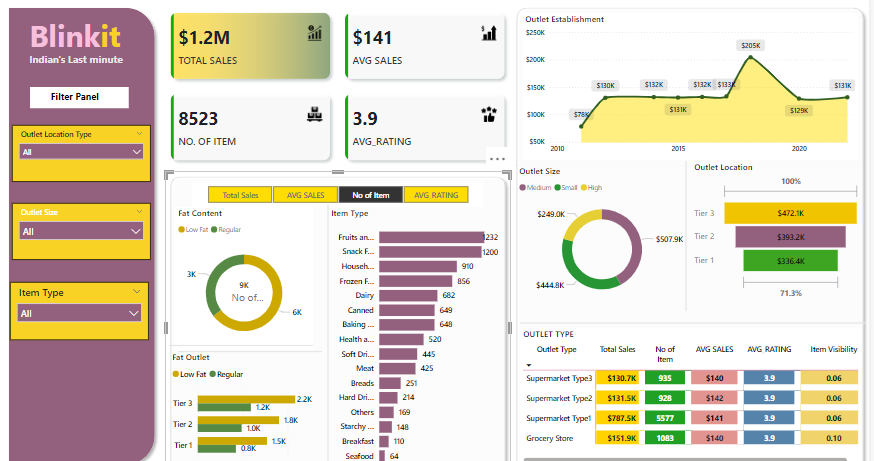 Blinkit
Indian's Last minute
Filter Panel
Outlet Location Type
All
Outlet Size
All
Item Type
All
$1.2M
TOTAL SALES
$141
AVG SALES
8523
NO. OF ITEM
3.9
AVG_RATING
Total Sales
AVG SALES
No of Item
AVG RATING
Fat Content
Low Fat Regular
3K
9K
No of...
6K
Fat Outlet
Low Fat Regular
Tier 3 2.2K
1.2K
Tier 2 1.8K
1.0K
Tier 1 1.5K
0.8K
Item Type
Fruits an... 1232
Snack F... 1200
Househ... 910
Frozen F... 856
Dairy 682
Canned 649
Baking ... 648
Health a... 520
Soft Dri... 445
Meat 425
Breads 251
Hard Dri... 214
Others 169
Starchy ... 148
Breakfast 110
Seafood 64
Outlet Establishment
$250K
$200K
$150K
$100K
$50K
$78K
$130K
$132K
$131K
$132K
$133K
$205K
$129K
$131K
2010 2015 2020
Outlet Size
Medium Small High
$249.0K
$507.9K
$444.8K
Outlet Location
100%
Tier 3 $472.1K
Tier 2 $393.2K
Tier 1 $336.4K
71.3%
OUTLET TYPE
Outlet Type Total Sales No of Item AVG SALES AVG_RATING Item Visibility
Supermarket Type3 $130.7K 935 $140 3.9 0.06
Supermarket Type2 $131.5K 928 $142 3.9 0.06
Supermarket Type1 $787.5K 5577 $141 3.9 0.06
Grocery Store $151.9K 1083 $140 3.9 0.10